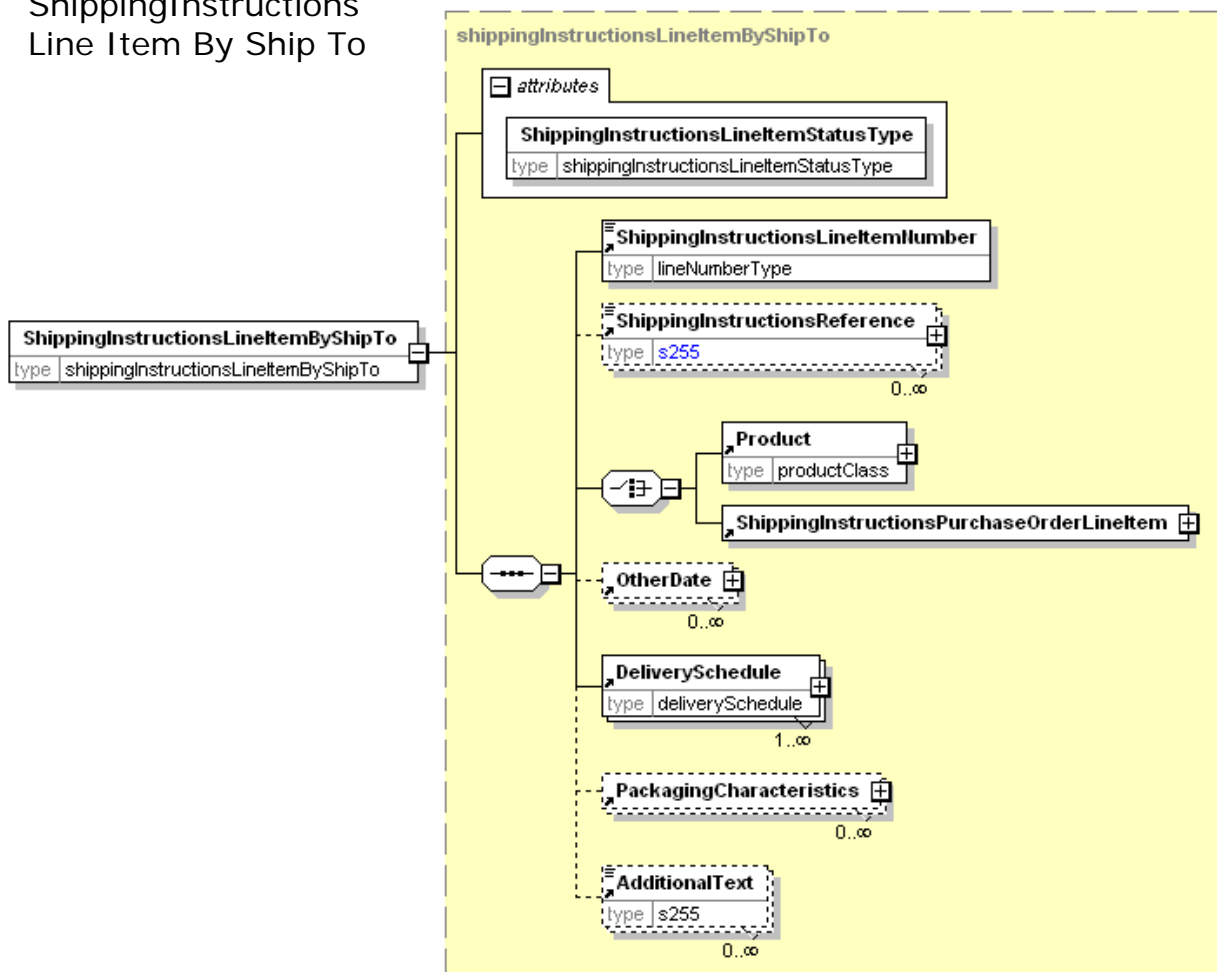 ShippingInstructions
Line Item By Ship To
shippingInstructionsLineItemByShipTo
attributes
ShippingInstructionsLineItemStatusType
type shippingInstructionsLineItemStatusType
ShippingInstructionsLineItemNumber
type lineNumberType
ShippingInstructionsLineItemByShipTo
type shippingInstructionsLineItemByShipTo
ShippingInstructionsReference
type s255
0..∞
Product
type productClass
ShippingInstructionsPurchaseOrderLineItem
OtherDate
0..∞
DeliverySchedule
type deliverySchedule
1..∞
PackagingCharacteristics
0..∞
AdditionalText
type s255
0..∞